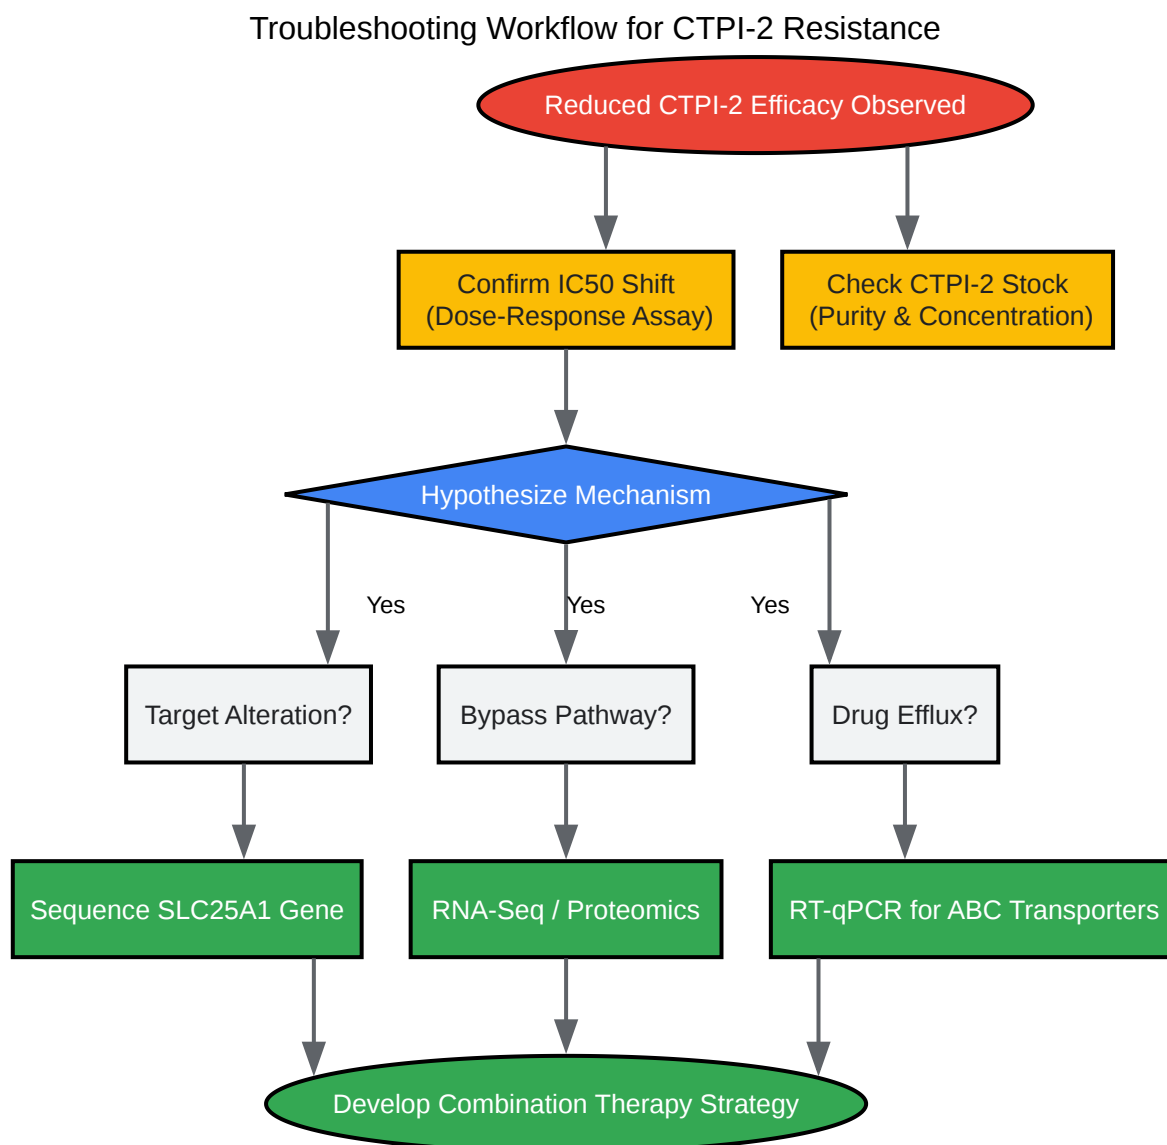 Troubleshooting Workflow for CTPI-2 Resistance
Reduced CTPI-2 Efficacy Observed
Confirm IC50 Shift
(Dose-Response Assay)
Check CTPI-2 Stock
(Purity & Concentration)
Hypothesize Mechanism
Yes
Yes
Yes
Target Alteration?
Bypass Pathway?
Drug Efflux?
Sequence SLC25A1 Gene
RNA-Seq / Proteomics
RT-qPCR for ABC Transporters
Develop Combination Therapy Strategy